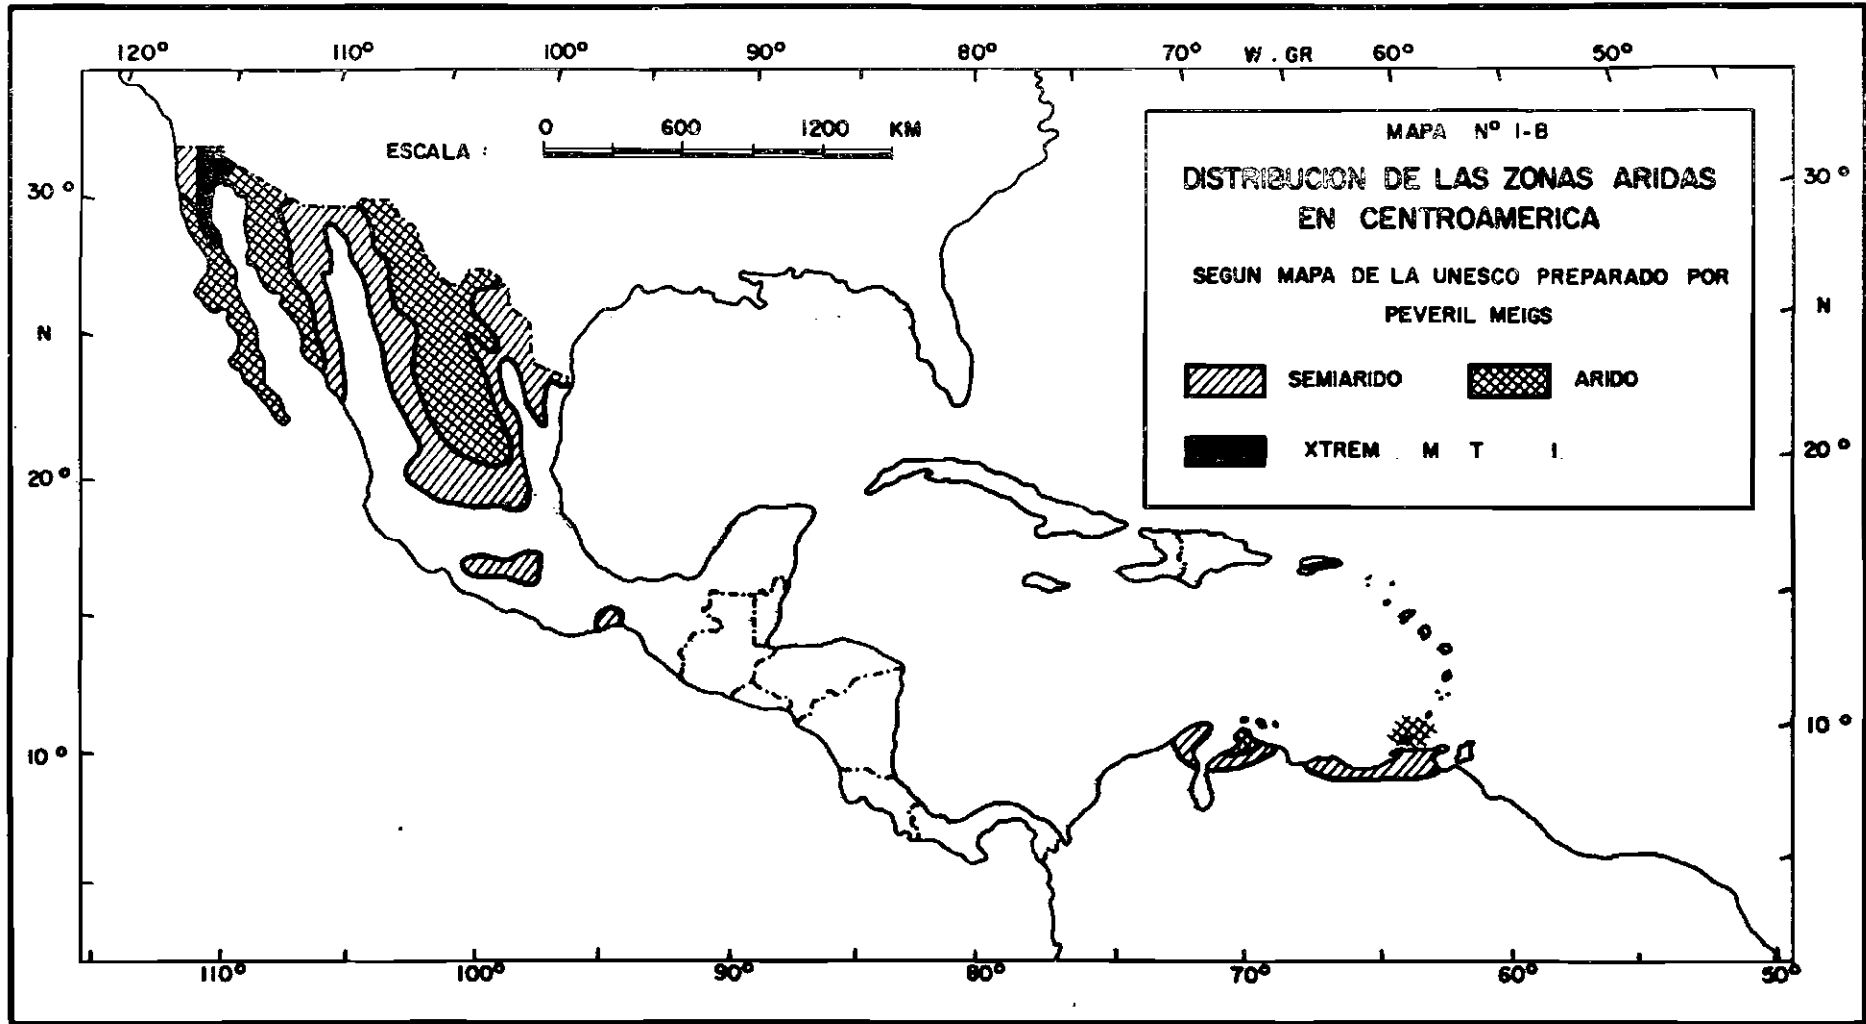 120° 110° 100° 90° 80° 70° W. GR 60° 50°
0 600 1200 KM
ESCALA :
MAPA Nº I-B
DISTRIBUCION DE LAS ZONAS ARIDAS
EN CENTROAMERICA
SEGUN MAPA DE LA UNESCO PREPARADO POR
PEVERIL MEIGS
SEMIARIDO ARIDO
XTREM M T I
30° 30°
N N
20° 20°
10° 10°
110° 100° 90° 80° 70° 60° 50°